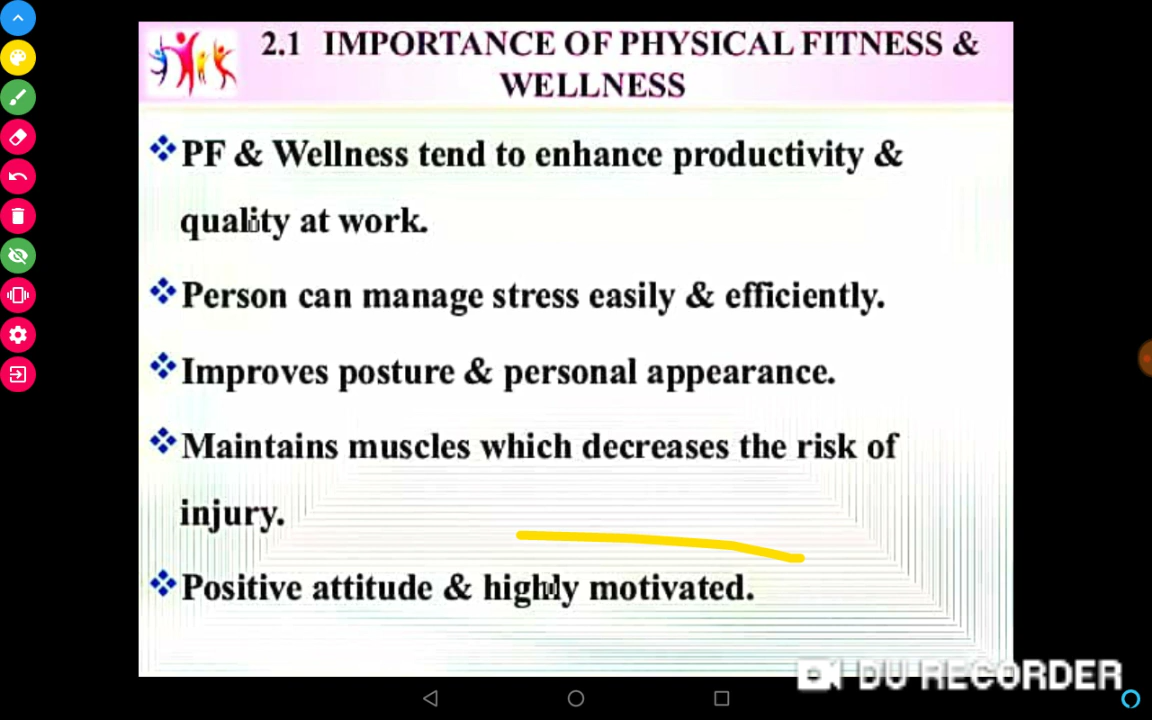 2.1 IMPORTANCE OF PHYSICAL FITNESS &
WELLNESS
PF & Wellness tend to enhance productivity &
quality at work.
Person can manage stress easily & efficiently.
Improves posture & personal appearance.
Maintains muscles which decreases the risk of
injury.
Positive attitude & highly motivated.
DU RECORDER